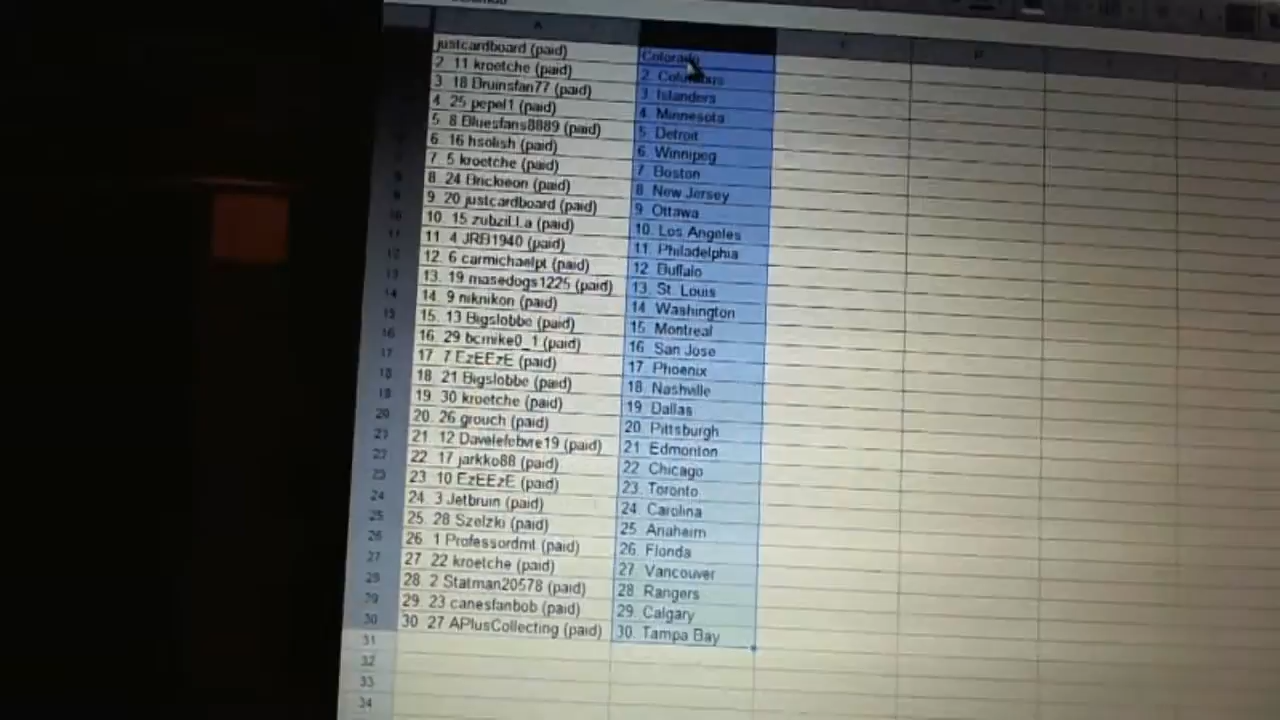 justcardboard (paid) Colorado
2. 11 kroetche (paid) 2. Columbus
3. 18 Bruinsfan77 (paid) 3. Islanders
4. 25 pepel1 (paid) 4. Minnesota
5. 8 Bluesfans8889 (paid) 5. Detroit
6. 16 hsolish (paid) 6. Winnipeg
7. 5 kroetche (paid) 7. Boston
8. 24 Brickeon (paid) 8. New Jersey
9. 20 justcardboard (paid) 9. Ottawa
10. 15 zubzilla (paid) 10. Los Angeles
11. 4 JRB1940 (paid) 11. Philadelphia
12. 6 carmichaelpt (paid) 12. Buffalo
13. 19 masedogs1225 (paid) 13. St. Louis
14. 9 niknikon (paid) 14. Washington
15. 13 Bigslobbe (paid) 15. Montreal
16. 29 bcmike0_1 (paid) 16. San Jose
17. 7 EzEEzE (paid) 17. Phoenix
18. 21 Bigslobbe (paid) 18. Nashville
19. 30 kroetche (paid) 19. Dallas
20. 26 grouch (paid) 20. Pittsburgh
21. 12 Davelefebvre19 (paid) 21. Edmonton
22. 17 jarkko88 (paid) 22. Chicago
23. 10 EzEEzE (paid) 23. Toronto
24. 3 Jetbruin (paid) 24. Carolina
25. 28 Szelzki (paid) 25. Anaheim
26. 1 Professordmt (paid) 26. Florida
27. 22 kroetche (paid) 27. Vancouver
28. 2 Statman20578 (paid) 28. Rangers
29. 23 canesfanbob (paid) 29. Calgary
30. 27 APlusCollecting (paid) 30. Tampa Bay
31
32
33
34